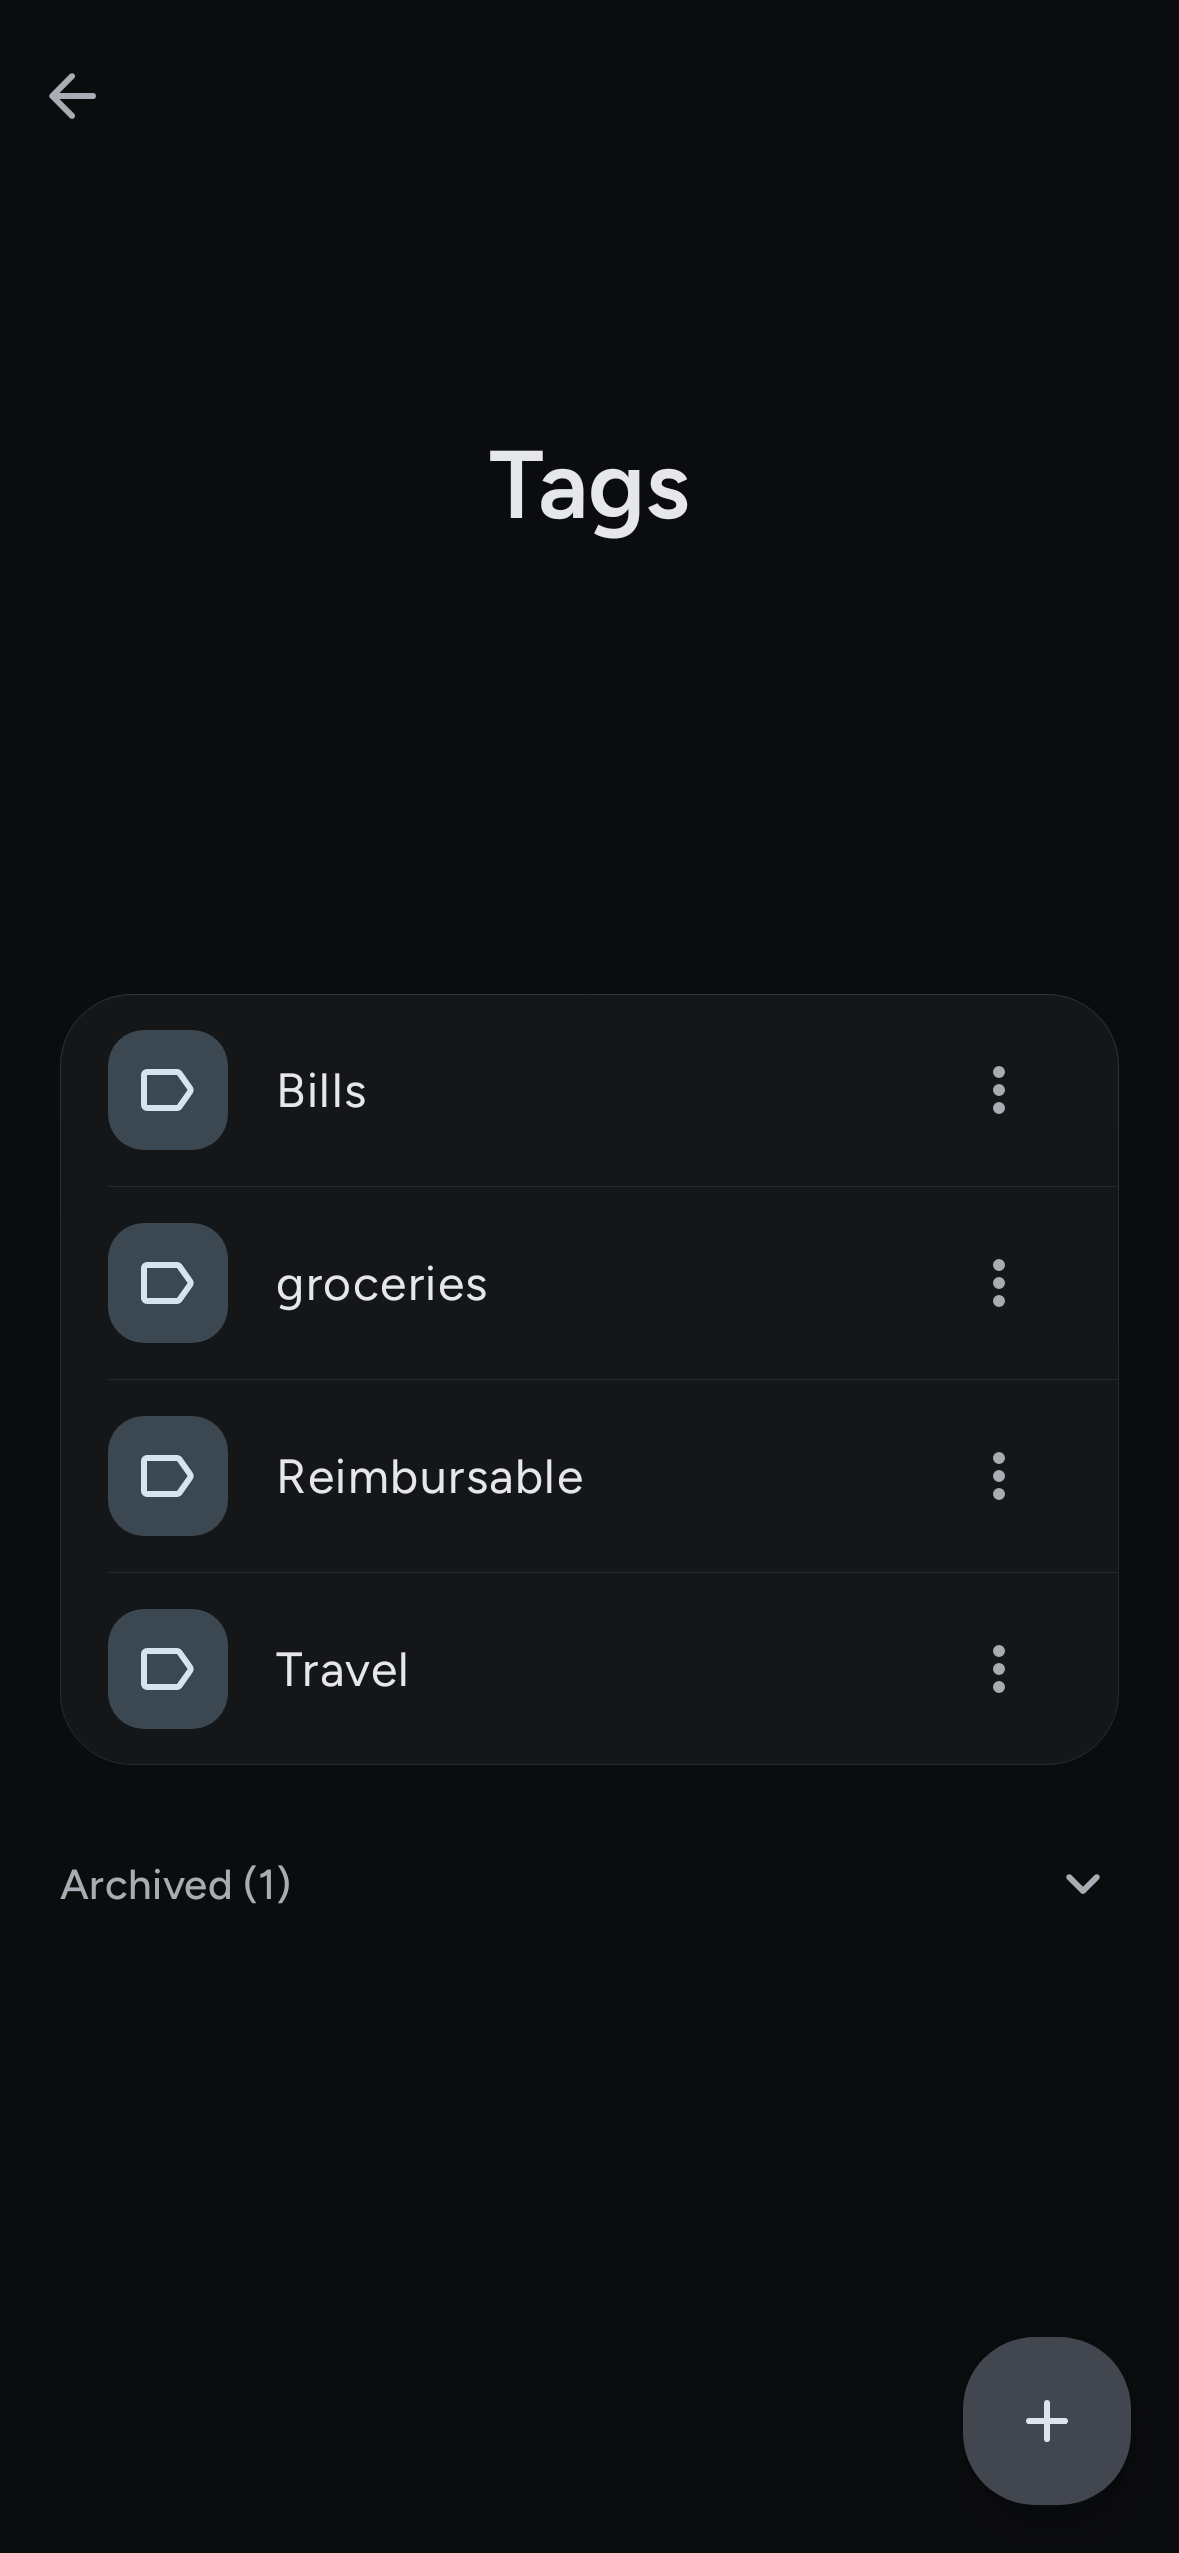 Tags
Bills
groceries
Reimbursable
Travel
Archived (1)